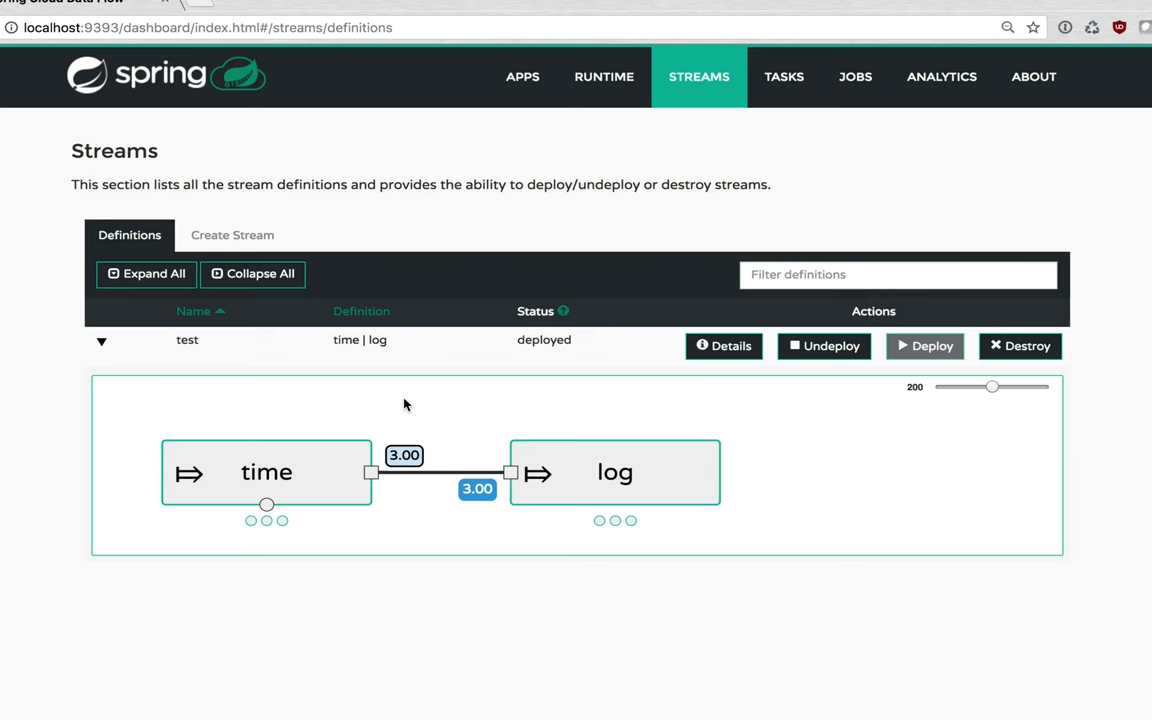 pring Cloud Data Flow
localhost:9393/dashboard/index.html#/streams/definitions
spring
APPS RUNTIME STREAMS TASKS JOBS ANALYTICS ABOUT
Streams
This section lists all the stream definitions and provides the ability to deploy/undeploy or destroy streams.
Definitions Create Stream
Expand All Collapse All Filter definitions
Name Definition Status Actions
test time | log deployed Details Undeploy Deploy Destroy
200
3.00
time log
3.00